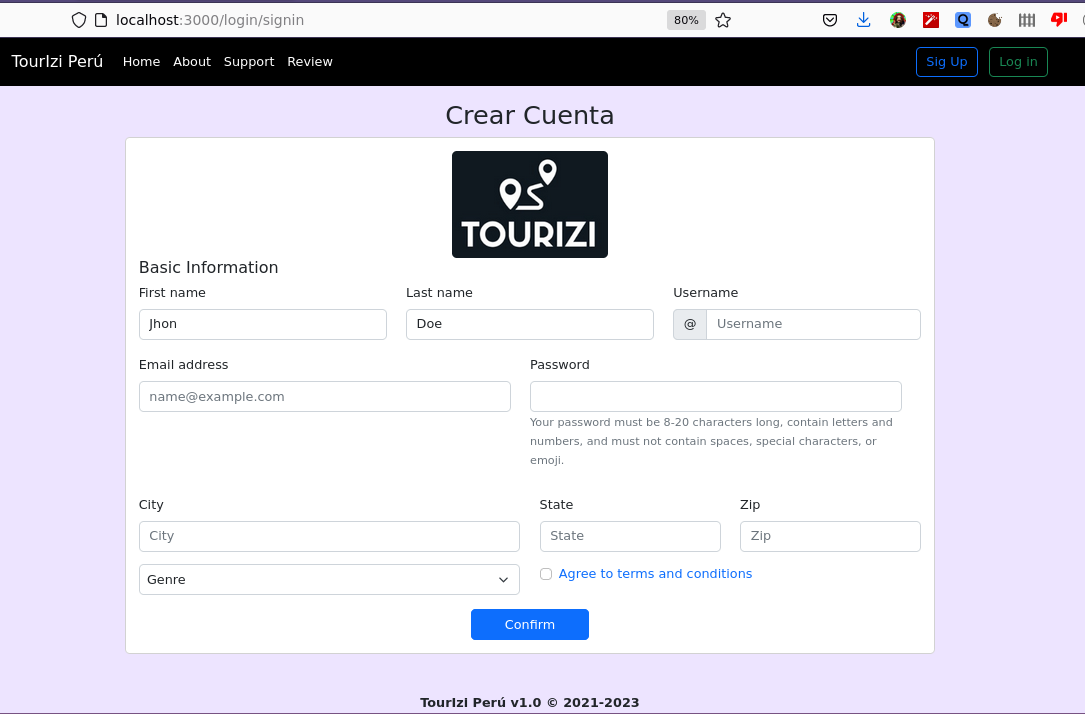 localhost:3000/login/signin 80%
TourIzi Perú Home About Support Review Sig Up Log in
Crear Cuenta
TOURIZI
Basic Information
First name Last name Username
Jhon Doe @ Username
Email address Password
name@example.com
Your password must be 8-20 characters long, contain letters and
numbers, and must not contain spaces, special characters, or
emoji.
City State Zip
City State Zip
Genre Agree to terms and conditions
Confirm
TourIzi Perú v1.0 © 2021-2023